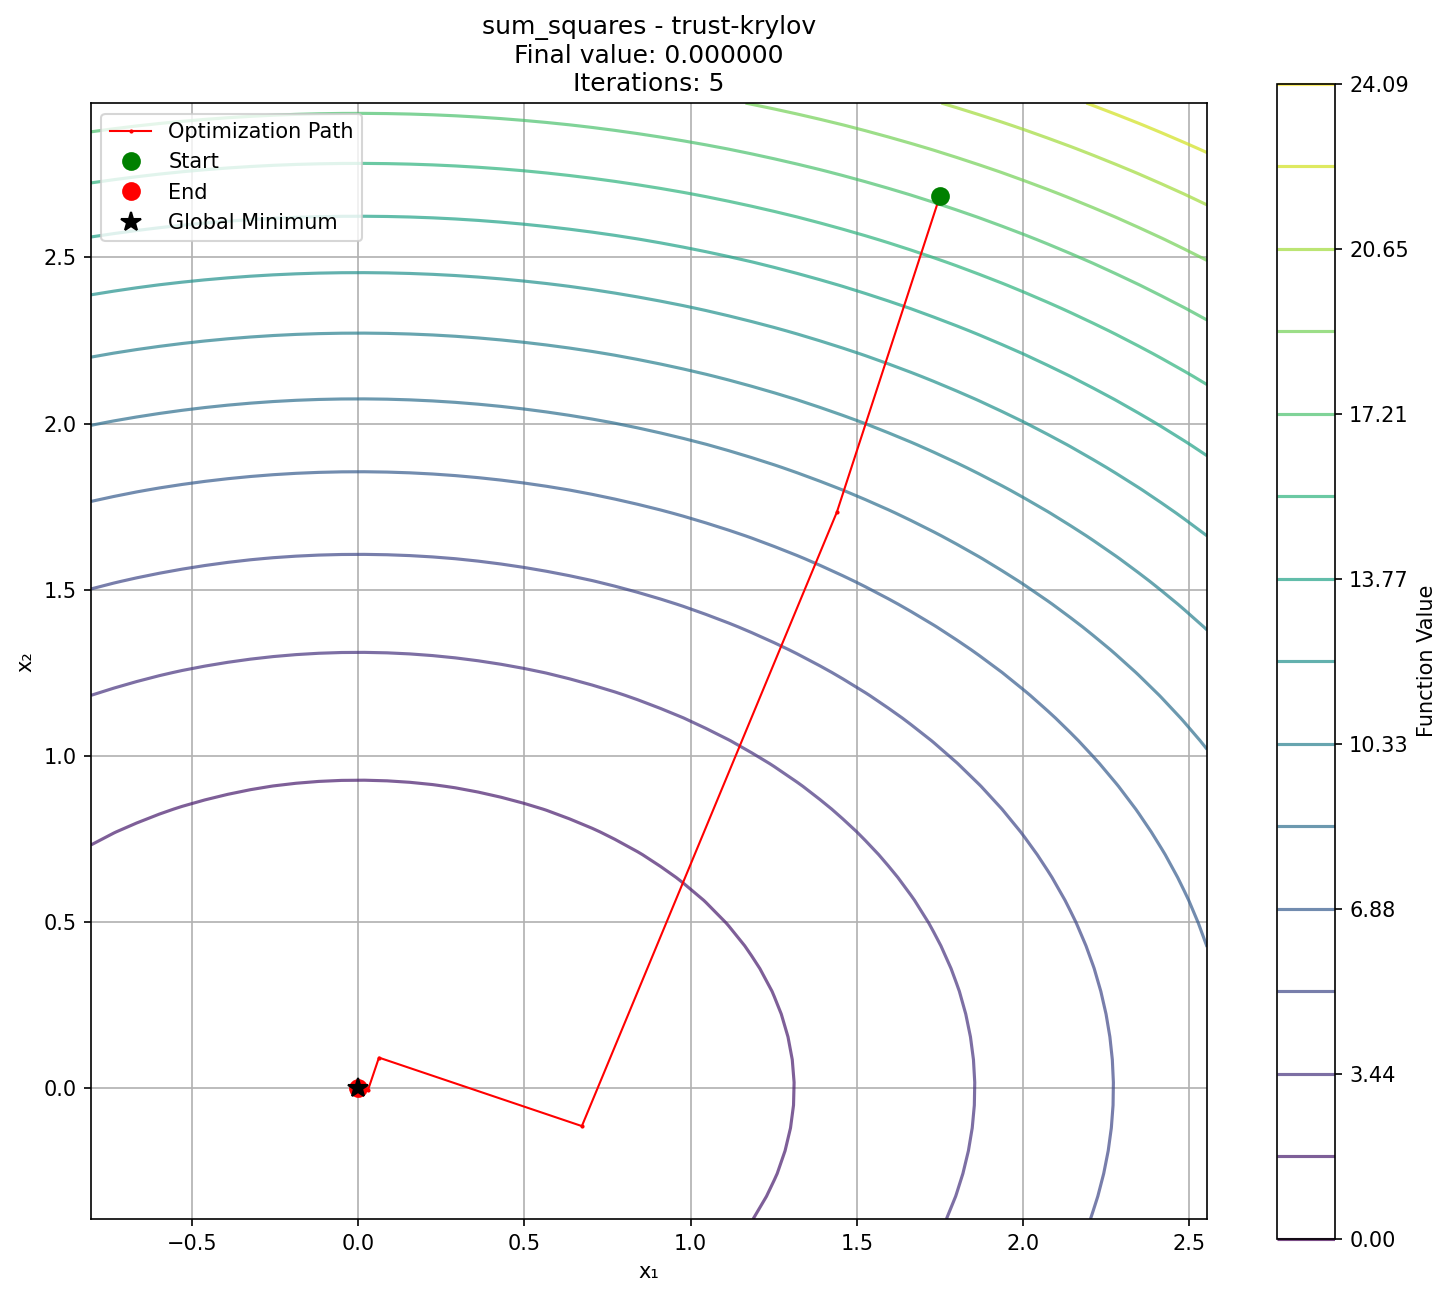 sum_squares - trust-krylov
Final value: 0.000000
Iterations: 5
Optimization Path
Start
End
Global Minimum
2.5
2.0
1.5
1.0
0.5
0.0
x₂
−0.5
0.0
0.5
1.0
1.5
2.0
2.5
x₁
24.09
20.65
17.21
13.77
10.33
6.88
3.44
0.00
Function Value